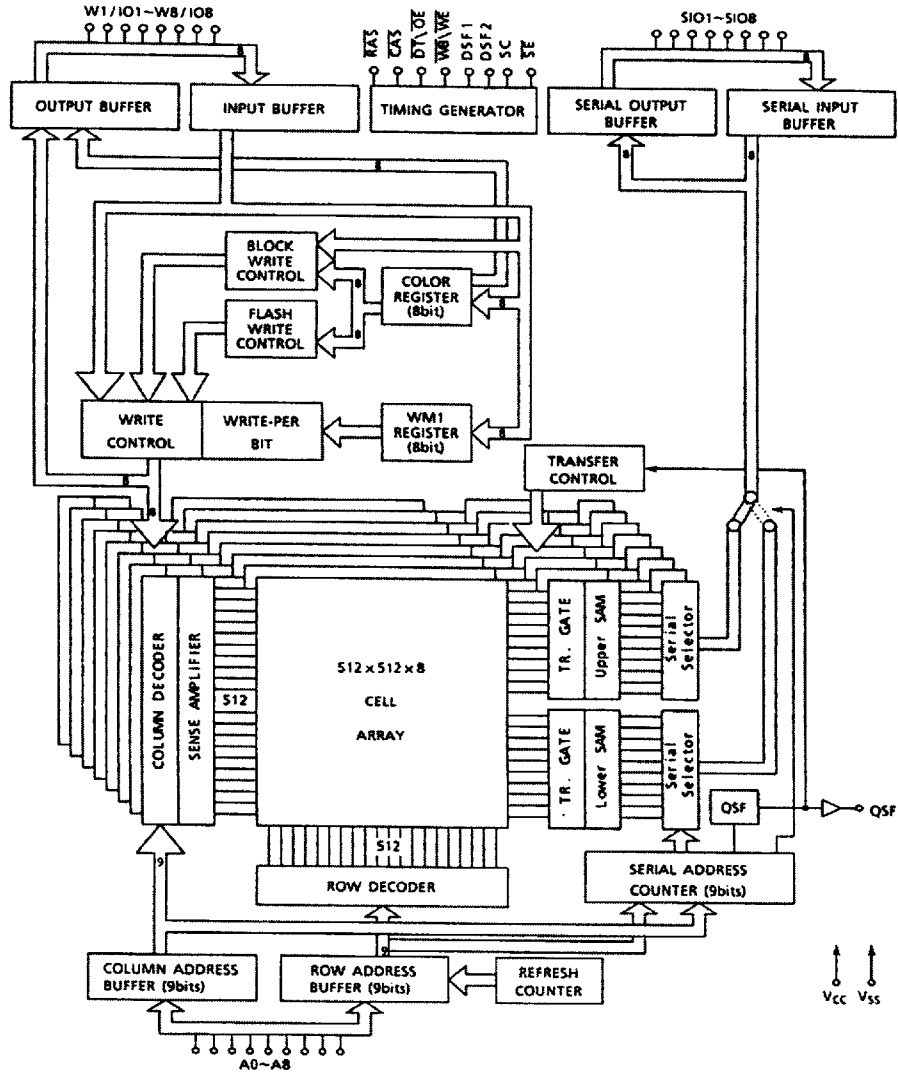 W1/IO1~W8/IO8
SIO1~SIO8
RAS
CAS
DT\OE
WB\WE
DSF1
DSF2
SC
SE
8
8
OUTPUT BUFFER
INPUT BUFFER
TIMING GENERATOR
SERIAL OUTPUT
BUFFER
SERIAL INPUT
BUFFER
8
8
8
BLOCK
WRITE
CONTROL
8
COLOR
REGISTER
(8bit)
8
FLASH
WRITE
CONTROL
8
WRITE
CONTROL
WRITE-PER
BIT
WM1
REGISTER
(8bit)
8
TRANSFER
CONTROL
8
8
COLUMN DECODER
SENSE AMPLIFIER
512
512×512×8
CELL
ARRAY
TR. GATE
Upper SAM
Serial
Selector
TR. GATE
Lower SAM
Serial
Selector
QSF
QSF
512
ROW DECODER
SERIAL ADDRESS
COUNTER (9bits)
9
9
COLUMN ADDRESS
BUFFER (9bits)
ROW ADDRESS
BUFFER (9bits)
REFRESH
COUNTER
VCC
VSS
A0~A8